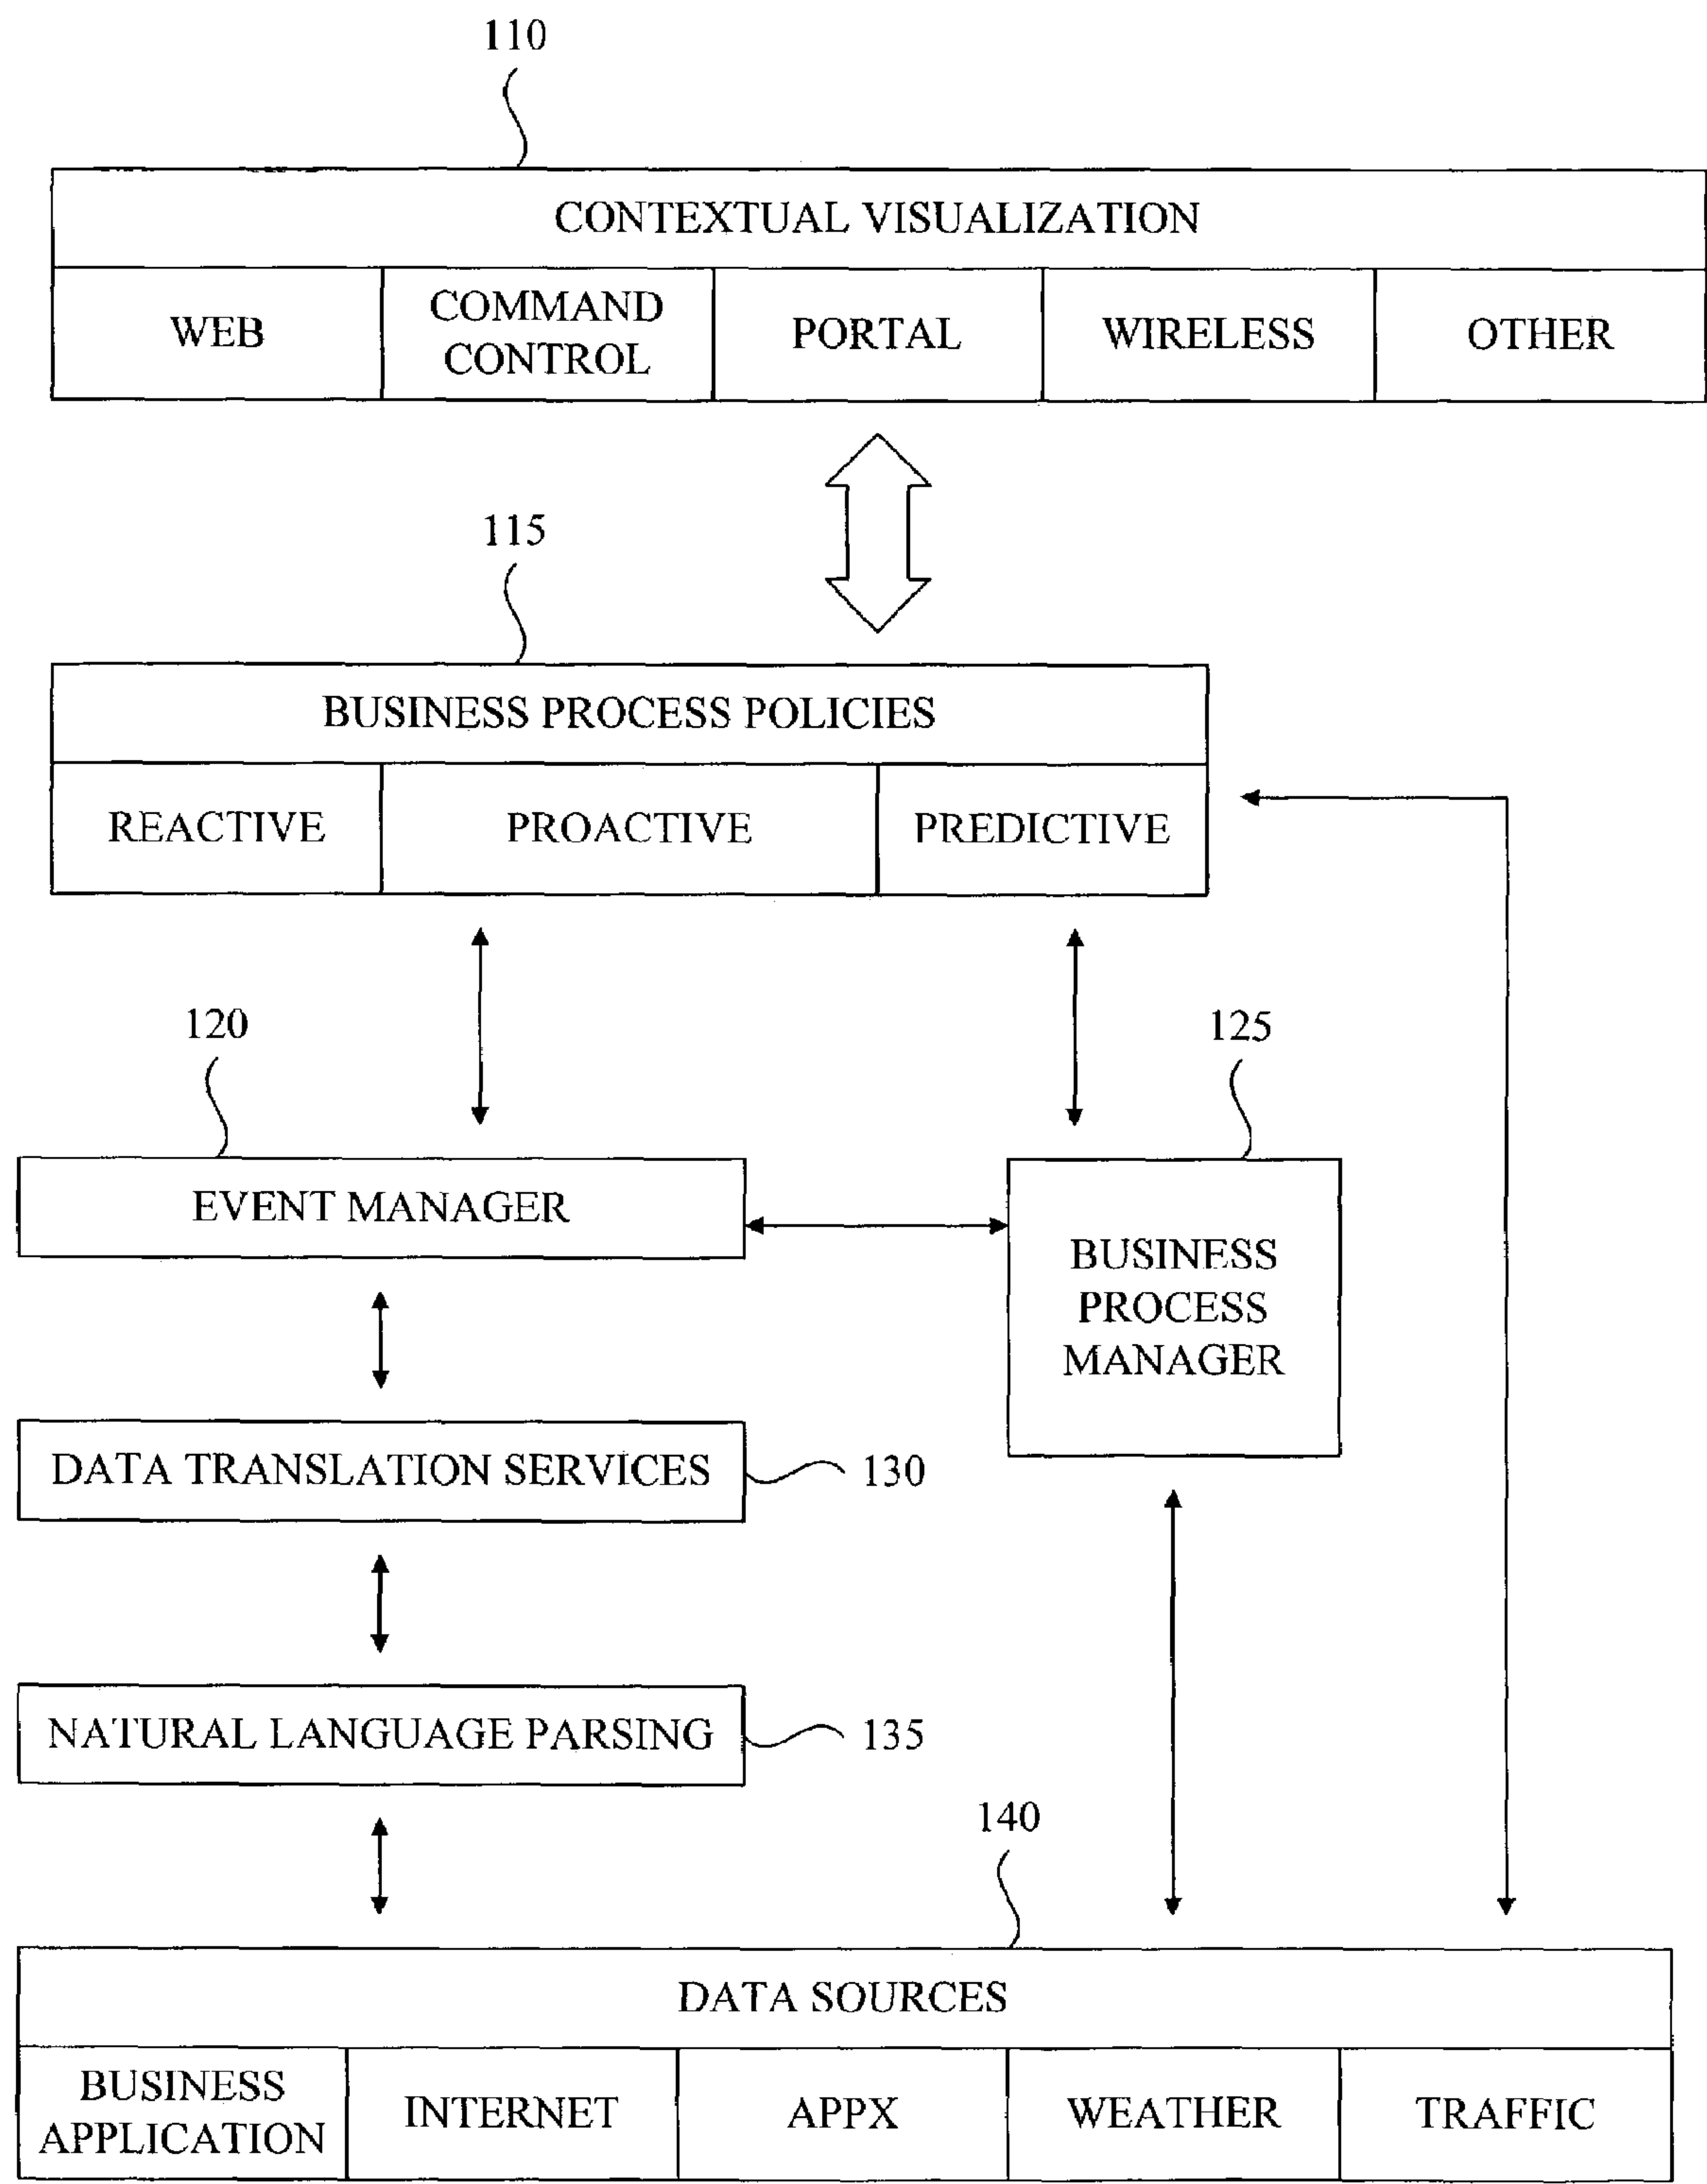 110
CONTEXTUAL VISUALIZATION
WEB
COMMAND
CONTROL
PORTAL
WIRELESS
OTHER
115
BUSINESS PROCESS POLICIES
REACTIVE
PROACTIVE
PREDICTIVE
120
125
EVENT MANAGER
BUSINESS
PROCESS
MANAGER
DATA TRANSLATION SERVICES
130
NATURAL LANGUAGE PARSING
135
140
DATA SOURCES
BUSINESS
APPLICATION
INTERNET
APPX
WEATHER
TRAFFIC